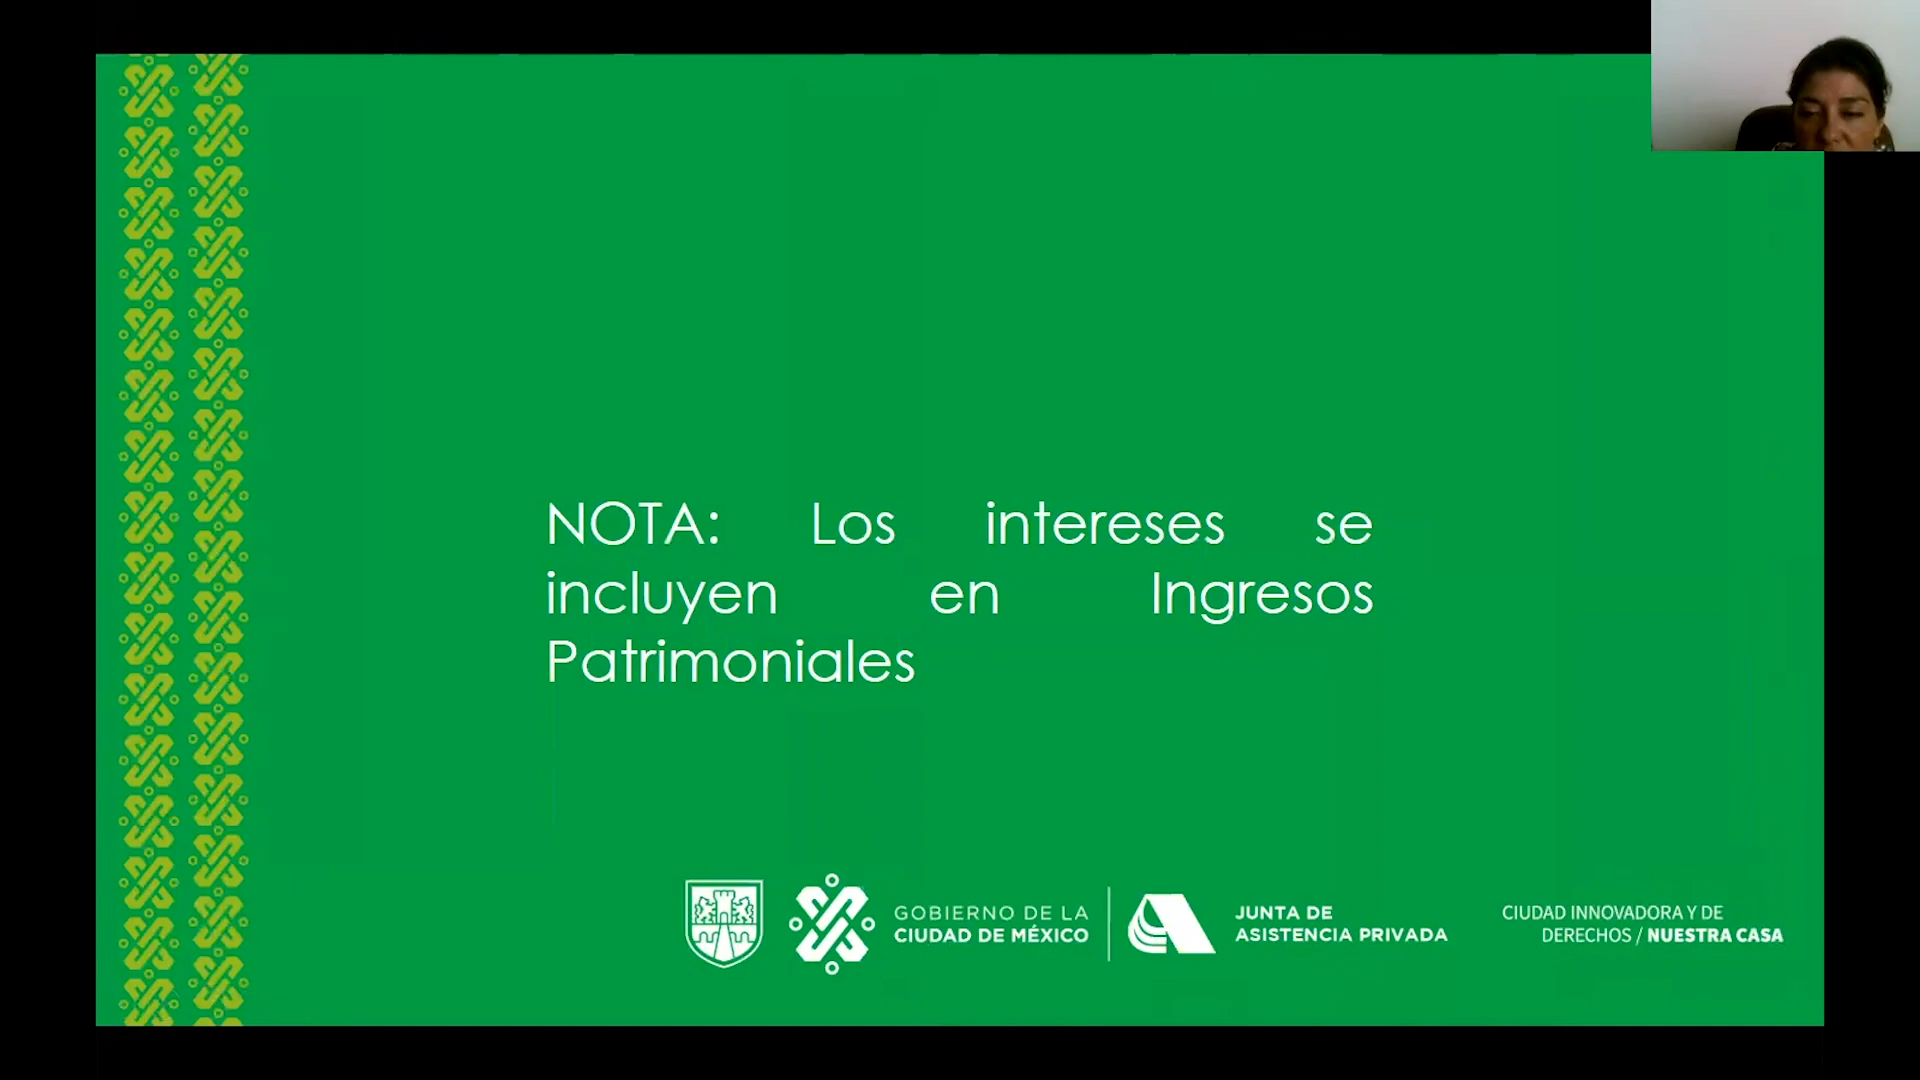 NOTA: Los intereses se
incluyen en Ingresos
Patrimoniales
GOBIERNO DE LA
CIUDAD DE MÉXICO
JUNTA DE
ASISTENCIA PRIVADA
CIUDAD INNOVADORA Y DE
DERECHOS / NUESTRA CASA